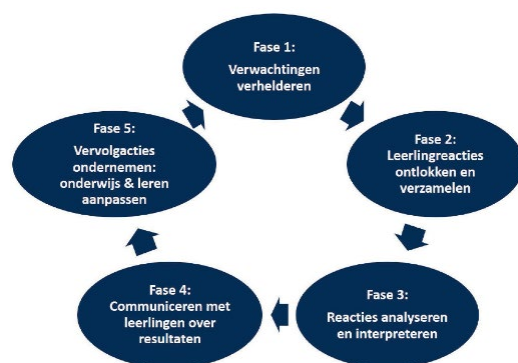 Fase 1:
Verwachtingen
verhelderen
Fase 2:
Leerlingreacties
ontlokken en
verzamelen
Fase 3:
Reacties analyseren
en interpreteren
Fase 4:
Communiceren met
leerlingen over
resultaten
Fase 5:
Vervolgacties
ondernemen:
onderwijs & leren
aanpassen